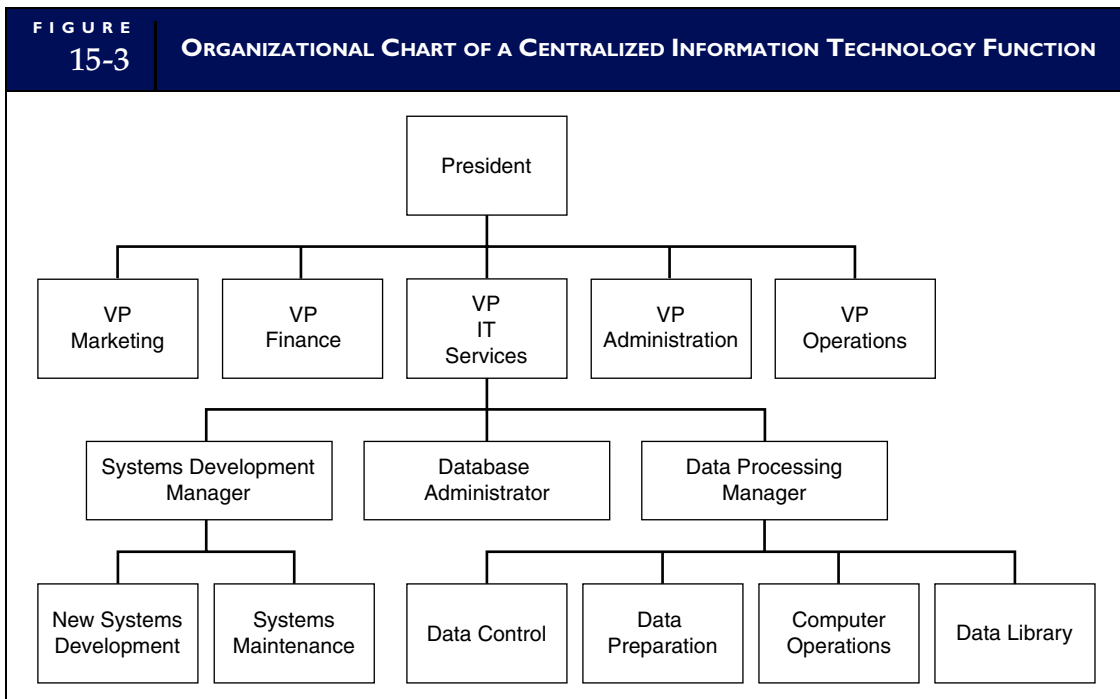 FIGURE
15-3
ORGANIZATIONAL CHART OF A CENTRALIZED INFORMATION TECHNOLOGY FUNCTION
President
VP
Marketing
VP
Finance
VP
IT
Services
VP
Administration
VP
Operations
Systems Development
Manager
Database
Administrator
Data Processing
Manager
New Systems
Development
Systems
Maintenance
Data Control
Data
Preparation
Computer
Operations
Data Library